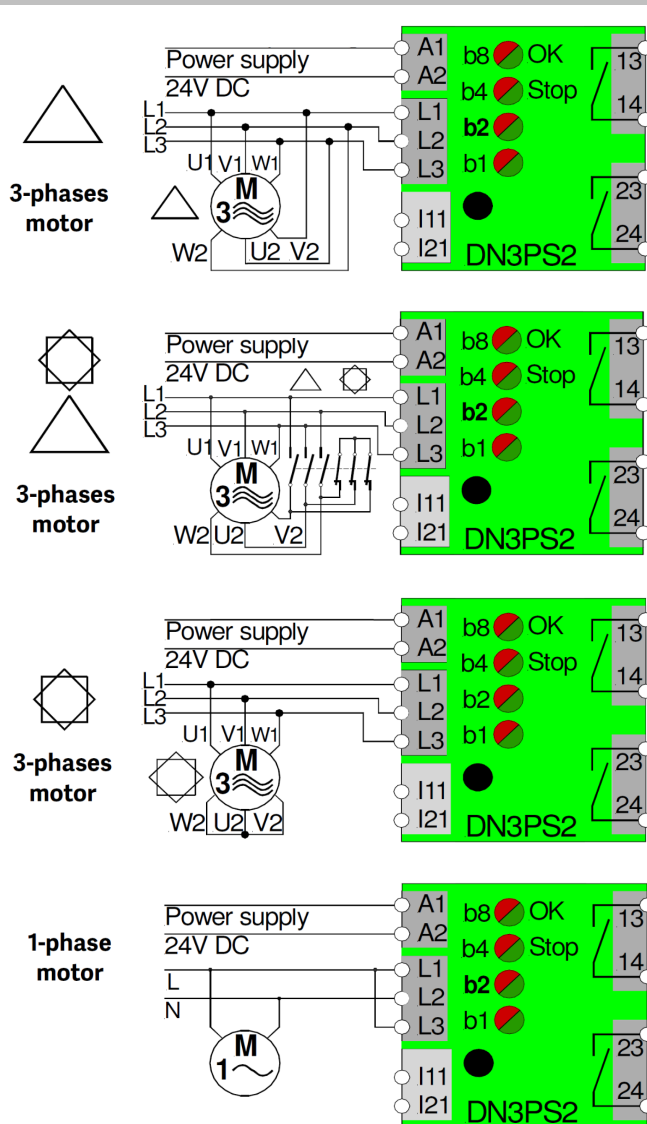 Power supply
24V DC
L1
L2
L3
U1 V1 W1
M
3
W2 U2 V2
3-phases
motor
A1
A2
L1
L2
L3
I11
I21
b8 OK
b4 Stop
b2
b1
DN3PS2
13
14
23
24
Power supply
24V DC
L1
L2
L3
U1 V1 W1
M
3
W2 U2 V2
3-phases
motor
A1
A2
L1
L2
L3
I11
I21
b8 OK
b4 Stop
b2
b1
DN3PS2
13
14
23
24
Power supply
24V DC
L1
L2
L3
U1 V1 W1
M
3
W2 U2 V2
3-phases
motor
A1
A2
L1
L2
L3
I11
I21
b8 OK
b4 Stop
b2
b1
DN3PS2
13
14
23
24
Power supply
24V DC
L
N
M
1
1-phase
motor
A1
A2
L1
L2
L3
I11
I21
b8 OK
b4 Stop
b2
b1
DN3PS2
13
14
23
24